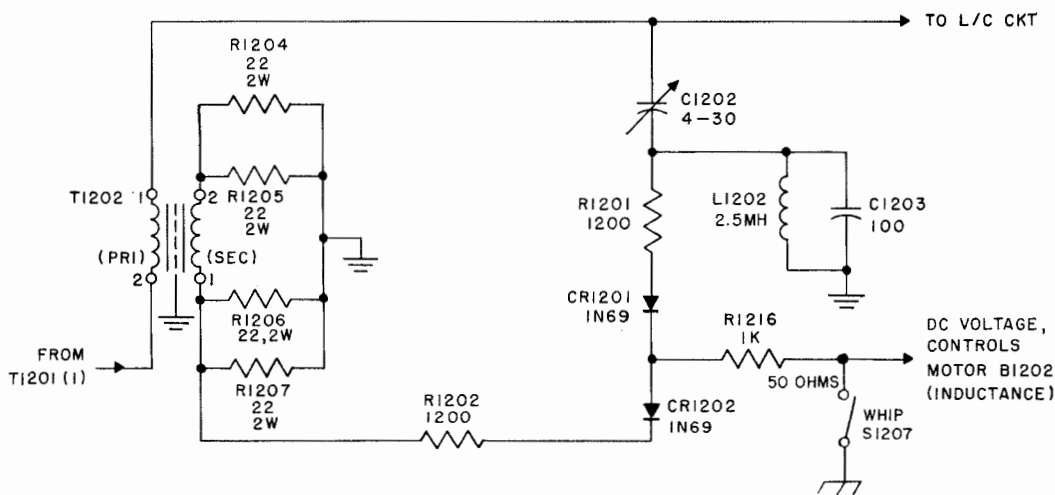 TO L/C CKT
R1204
22
2W
C1202
4-30
T1202
1
2
R1205
22
2W
R1201
1200
L1202
2.5MH
C1203
100
(PRI)
(SEC)
2
1
CR1201
1N69
R1206
22,2W
R1216
1K
DC VOLTAGE,
CONTROLS
MOTOR B1202
(INDUCTANCE)
FROM
T1201(1)
R1207
22
2W
50 OHMS
R1202
1200
CR1202
1N69
WHIP
S1207